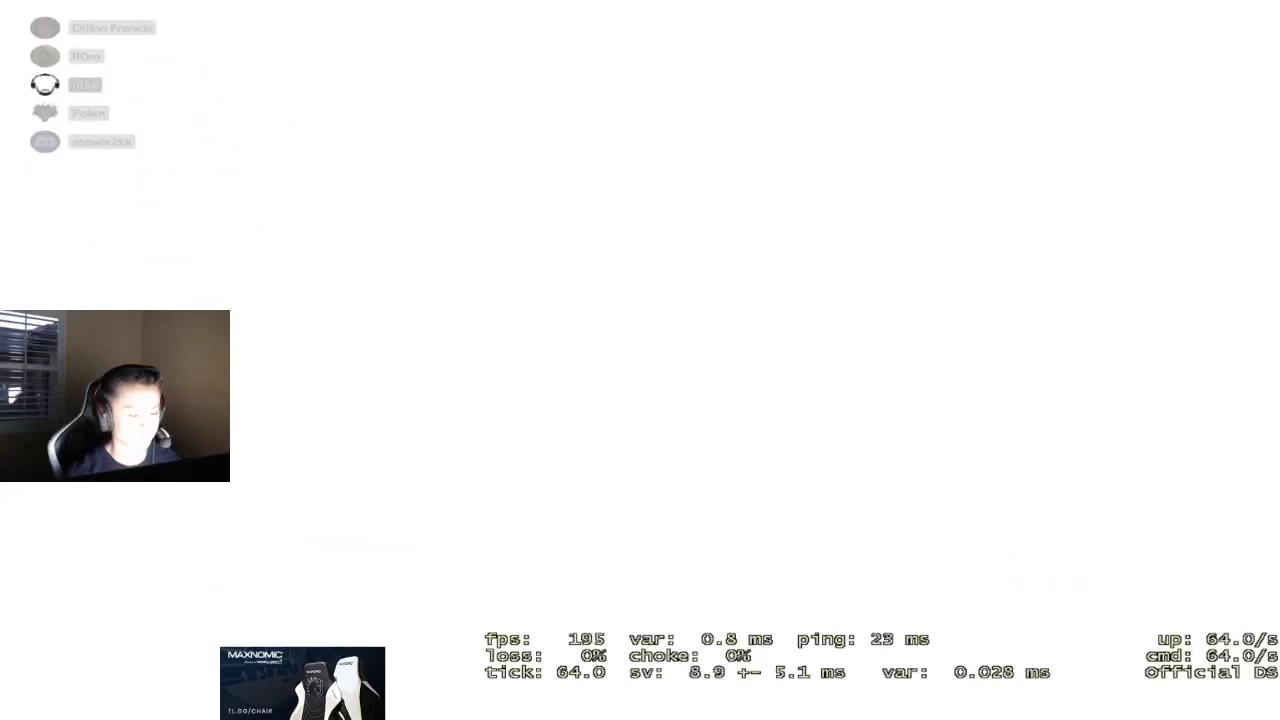 Dillon Francis
Polen
stewie2kk
fps: 195 var: 0.8 ms ping: 23 ms
loss: 0% choke: 0%
tick: 64.0 sv: 8.9 +- 5.1 ms var: 0.028 ms
up: 64.0/s
cmd: 64.0/s
Official DS
MAXNOMIC
TL.GG/CHAIR